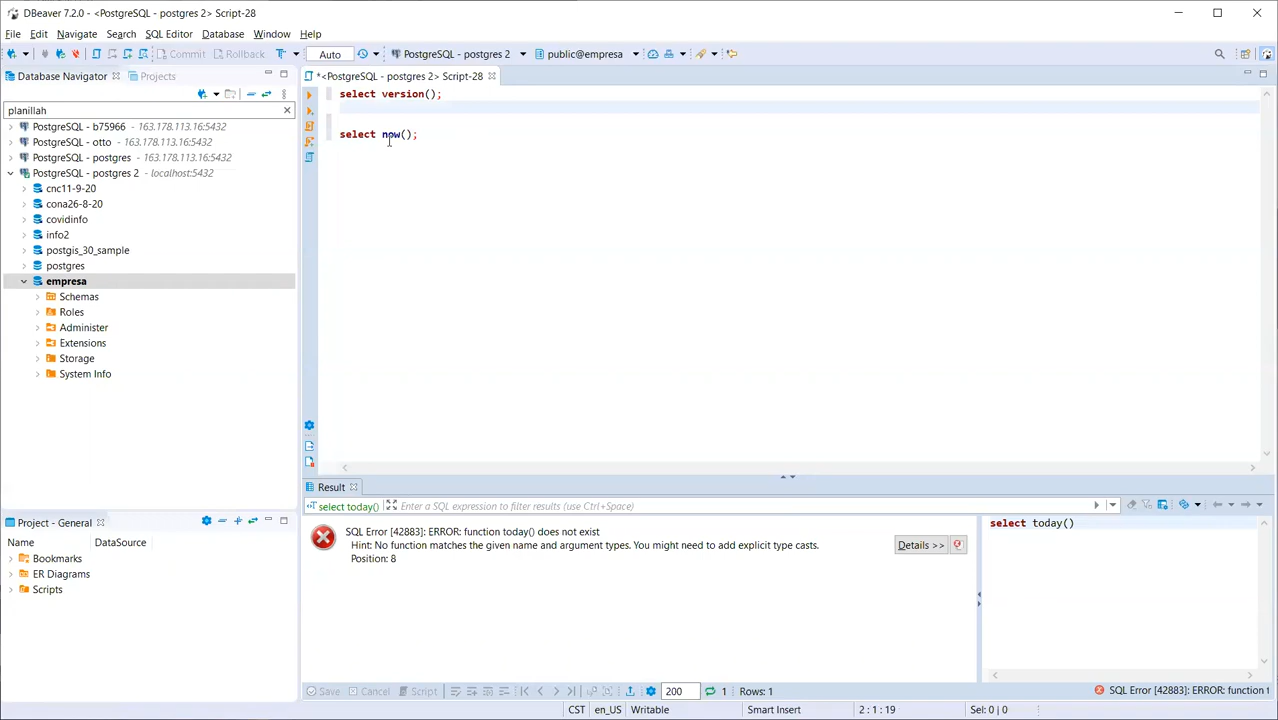 DBeaver 7.2.0 - <PostgreSQL - postgres 2> Script-28
File Edit Navigate Search SQL Editor Database Window Help
Commit Rollback Auto PostgreSQL - postgres 2 public@empresa
Database Navigator Projects
planillah
PostgreSQL - b75966 - 163.178.113.16:5432
PostgreSQL - otto - 163.178.113.16:5432
PostgreSQL - postgres - 163.178.113.16:5432
PostgreSQL - postgres 2 - localhost:5432
cnc11-9-20
cona26-8-20
covidinfo
info2
postgis_30_sample
postgres
empresa
Schemas
Roles
Administer
Extensions
Storage
System Info
*<PostgreSQL - postgres 2> Script-28
select version();
select now();
Project - General
Name DataSource
Bookmarks
ER Diagrams
Scripts
Result
select today() Enter a SQL expression to filter results (use Ctrl+Space)
SQL Error [42883]: ERROR: function today() does not exist
Hint: No function matches the given name and argument types. You might need to add explicit type casts.
Position: 8
Details >>
select today()
Save Cancel Script 200 1 Rows: 1
SQL Error [42883]: ERROR: function t
CST en_US Writable Smart Insert 2 : 1 : 19 Sel: 0 | 0